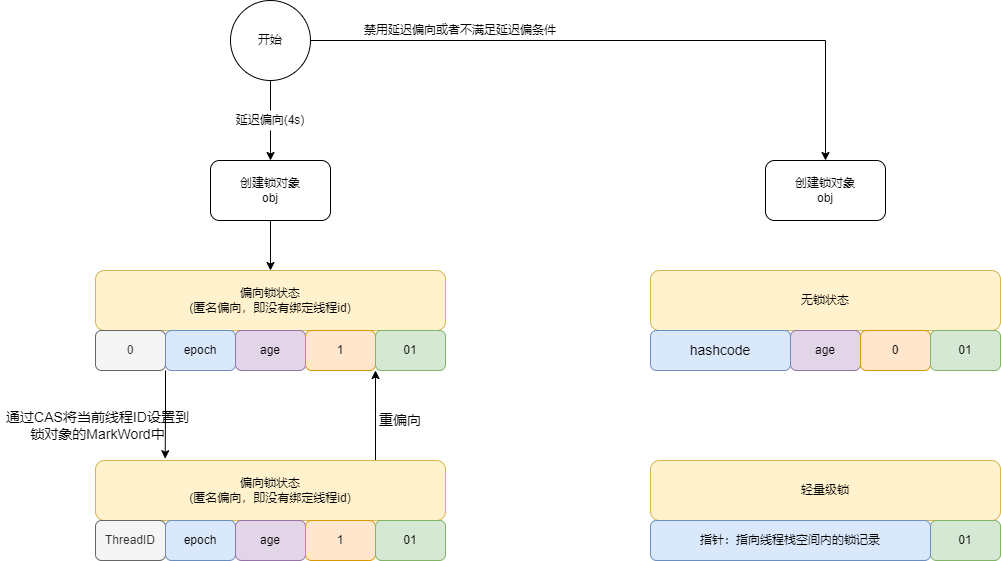 开始
禁用延迟偏向或者不满足延迟偏条件
延迟偏向(4s)
创建锁对象
obj
创建锁对象
obj
偏向锁状态
(匿名偏向，即没有绑定线程id)
0 epoch age 1 01
无锁状态
hashcode age 0 01
通过CAS将当前线程ID设置到
锁对象的MarkWord中
重偏向
偏向锁状态
(匿名偏向，即没有绑定线程id)
ThreadID epoch age 1 01
轻量级锁
指针：指向线程栈空间内的锁记录 01